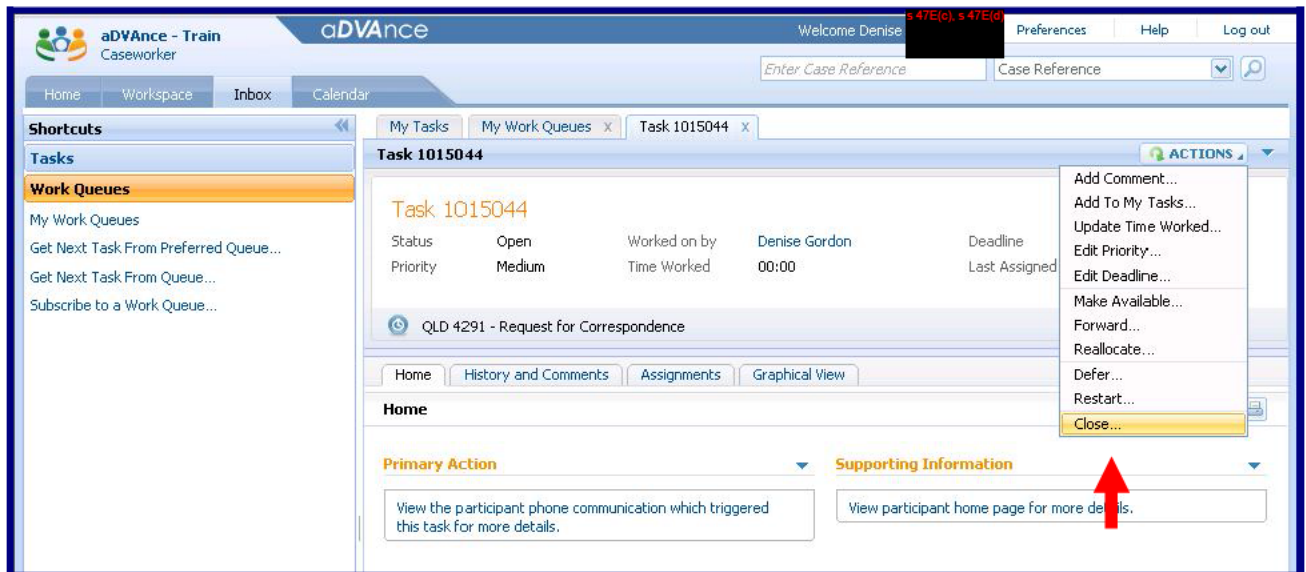 s 47E(c), s 47E(d)
aDVAnce - Train
Caseworker
aDVAnce
Welcome Denise
Preferences
Help
Log out
Enter Case Reference
Case Reference
Home
Workspace
Inbox
Calendar
Shortcuts
Tasks
Work Queues
My Work Queues
Get Next Task From Preferred Queue...
Get Next Task From Queue...
Subscribe to a Work Queue...
My Tasks
My Work Queues x
Task 1015044 x
Task 1015044
ACTIONS
Add Comment...
Add To My Tasks...
Update Time Worked...
Edit Priority...
Edit Deadline...
Make Available...
Forward...
Reallocate...
Defer...
Restart...
Close...
Task 1015044
Status Open Worked on by Denise Gordon Deadline
Priority Medium Time Worked 00:00 Last Assigned
QLD 4291 - Request for Correspondence
Home
History and Comments
Assignments
Graphical View
Home
Primary Action
View the participant phone communication which triggered
this task for more details.
Supporting Information
View participant home page for more details.